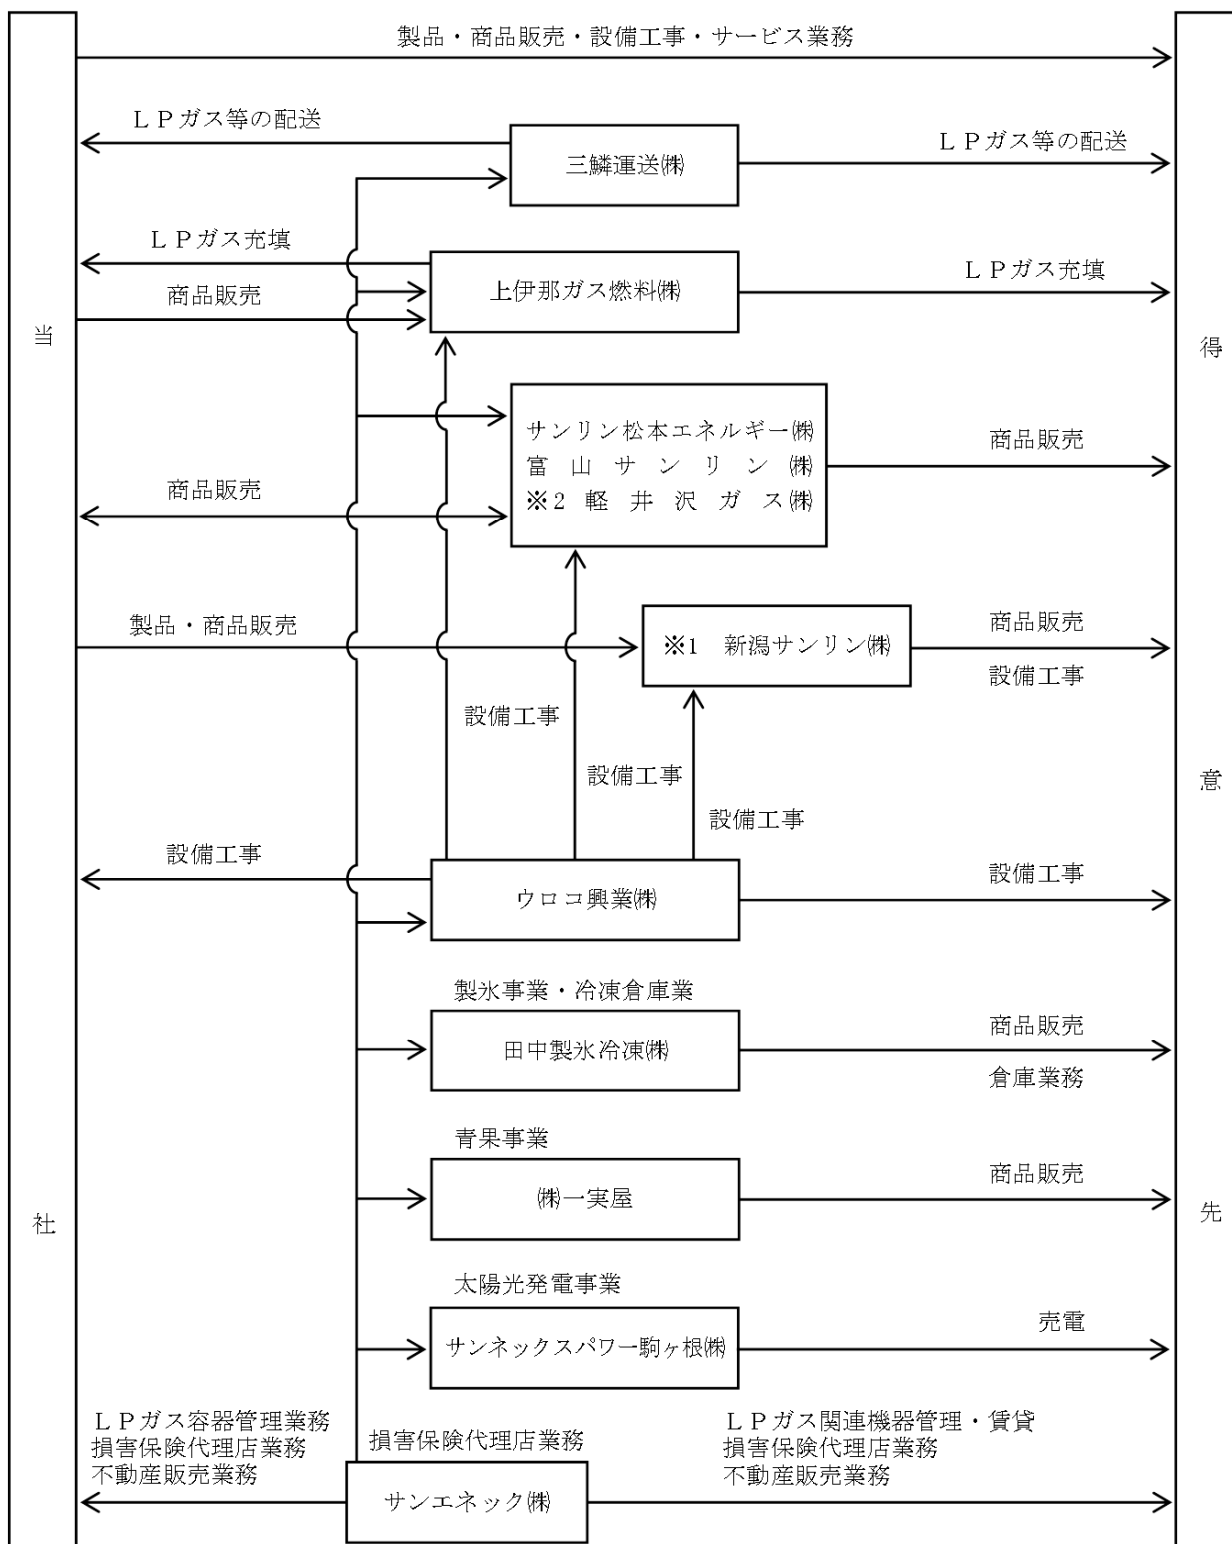 製品・商品販売・設備工事・サービス業務
ＬＰガス等の配送
三鱗運送㈱
ＬＰガス等の配送
ＬＰガス充填
上伊那ガス燃料㈱
ＬＰガス充填
商品販売
当
得
サンリン松本エネルギー㈱
富山サンリン㈱
※2 軽井沢ガス㈱
商品販売
商品販売
製品・商品販売
※1　新潟サンリン㈱
商品販売
設備工事
設備工事
設備工事
設備工事
意
設備工事
ウロコ興業㈱
設備工事
製氷事業・冷凍倉庫業
田中製氷冷凍㈱
商品販売
倉庫業務
青果事業
㈱一実屋
商品販売
社
先
太陽光発電事業
サンネックスパワー駒ヶ根㈱
売電
ＬＰガス容器管理業務
損害保険代理店業務
不動産販売業務
損害保険代理店業務
サンエネック㈱
ＬＰガス関連機器管理・賃貸
損害保険代理店業務
不動産販売業務